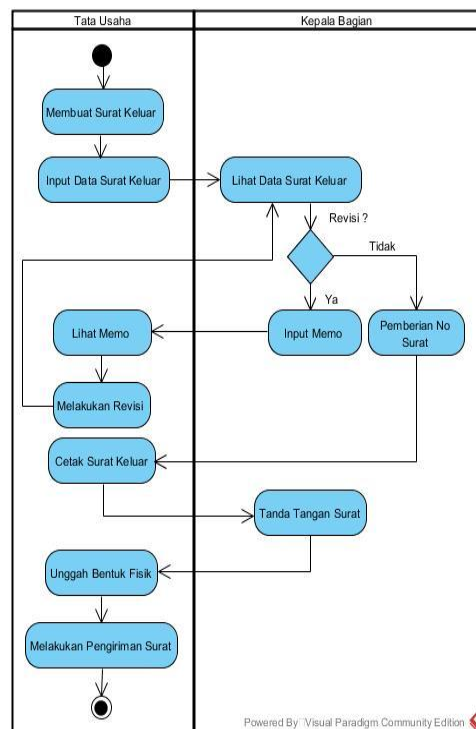 Tata Usaha
Kepala Bagian
Membuat Surat Keluar
Input Data Surat Keluar
Lihat Data Surat Keluar
Revisi ?
Tidak
Ya
Lihat Memo
Input Memo
Pemberian No
Surat
Melakukan Revisi
Cetak Surat Keluar
Tanda Tangan Surat
Unggah Bentuk Fisik
Melakukan Pengiriman Surat
Powered By Visual Paradigm Community Edition